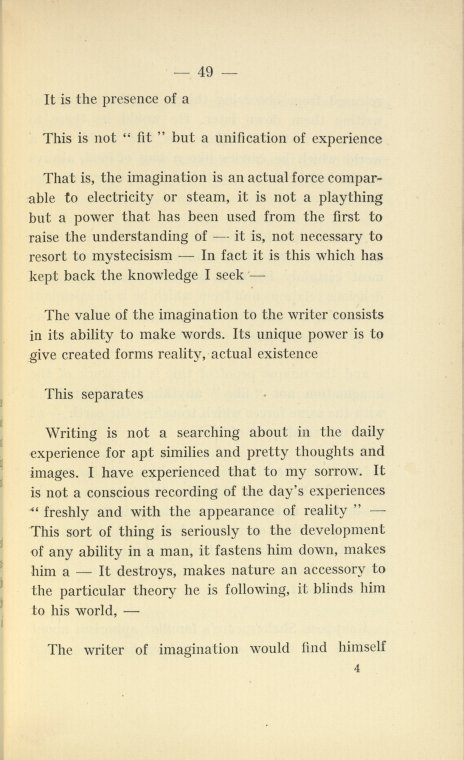 — 49 —
It is the presence of a
This is not “ fit ” but a unification of experience
That is, the imagination is an actual force compar-
able to electricity or steam, it is not a plaything
but a power that has been used from the first to
raise the understanding of — it is, not necessary to
resort to mystecisism — In fact it is this which has
kept back the knowledge I seek —
The value of the imagination to the writer consists
in its ability to make words. Its unique power is to
give created forms reality, actual existence
This separates
Writing is not a searching about in the daily
experience for apt similies and pretty thoughts and
images. I have experienced that to my sorrow. It
is not a conscious recording of the day’s experiences
“ freshly and with the appearance of reality ” —
This sort of thing is seriously to the development
of any ability in a man, it fastens him down, makes
him a — It destroys, makes nature an accessory to
the particular theory he is following, it blinds him
to his world, —
The writer of imagination would find himself
4